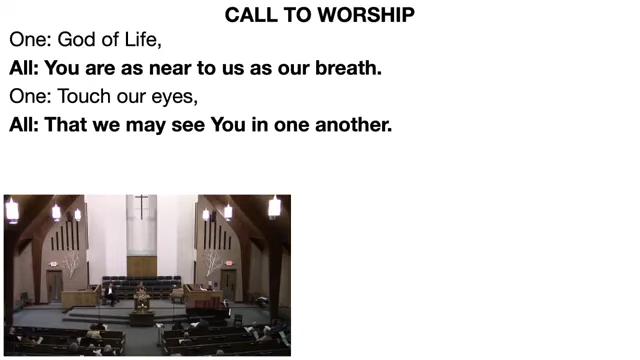 CALL TO WORSHIP
One: God of Life,
All: You are as near to us as our breath.
One: Touch our eyes,
All: That we may see You in one another.